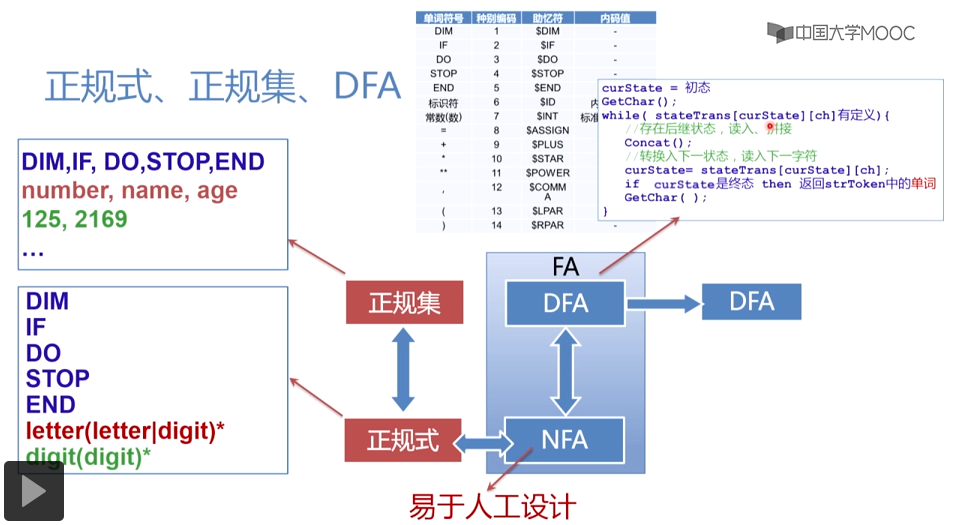 单词符号 种别编码 助忆符 内码值
DIM 1 $DIM -
IF 2 $IF -
DO 3 $DO -
STOP 4 $STOP -
END 5 $END
标识符 6 $ID 内
常数(数) 7 $INT 标准
= 8 $ASSIGN
+ 9 $PLUS
* 10 $STAR
** 11 $POWER
, 12 $COMM
A
( 13 $LPAR
) 14 $RPAR -
中国大学MOOC
正规式、正规集、DFA
curState = 初态
GetChar();
while( stateTrans[curState][ch]有定义){
//存在后继状态，读入、拼接
Concat();
//转换入下一状态，读入下一字符
curState= stateTrans[curState][ch];
if curState是终态 then 返回strToken中的单词
GetChar( );
}
DIM,IF, DO,STOP,END
number, name, age
125, 2169
...
DIM
IF
DO
STOP
END
letter(letter|digit)*
digit(digit)*
正规集
正规式
FA
DFA
NFA
DFA
易于人工设计